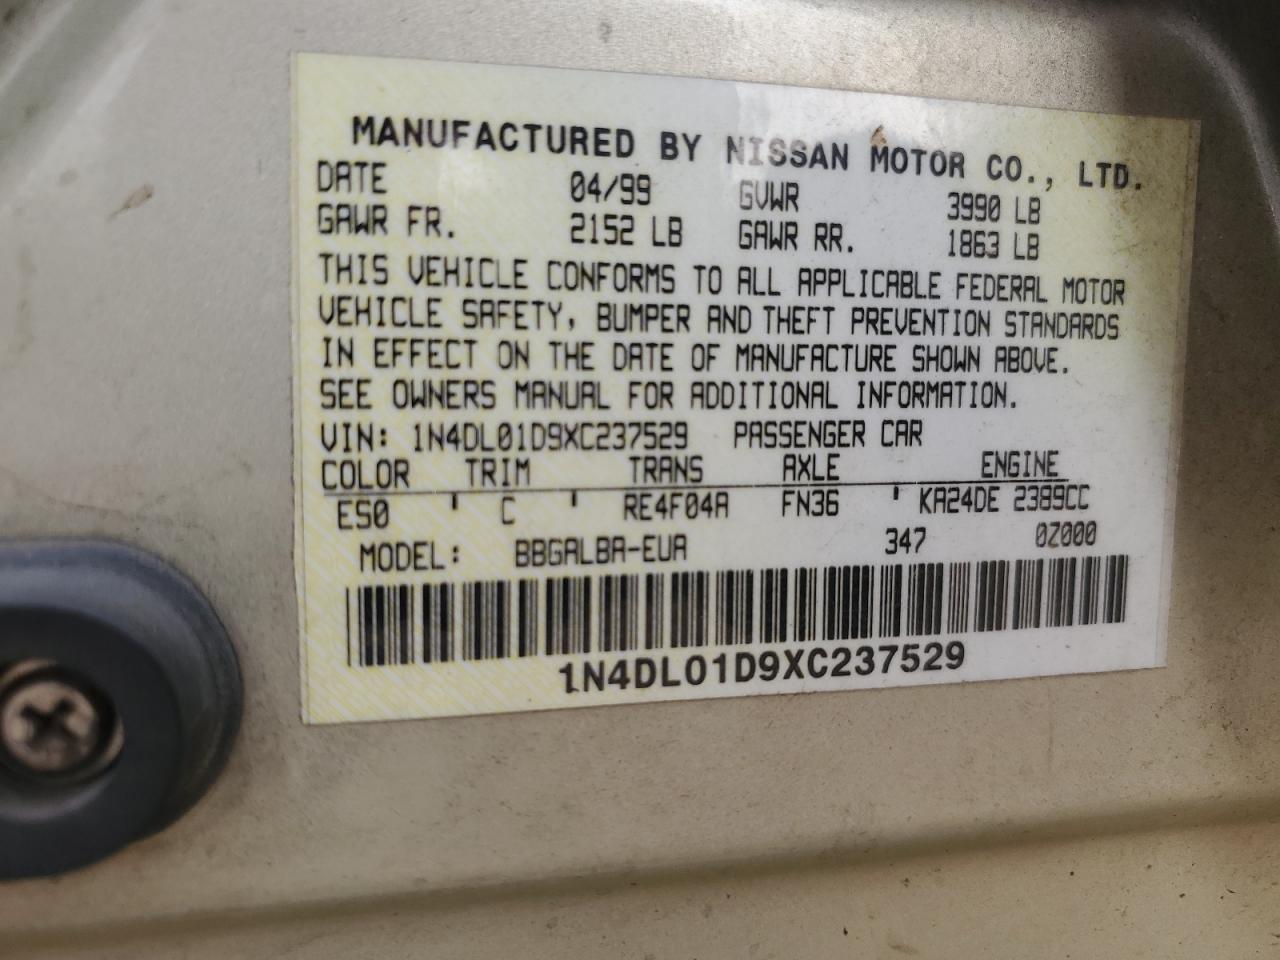 MANUFACTURED BY NISSAN MOTOR CO., LTD.
DATE 04/99 GVWR 3990 LB
GAWR FR. 2152 LB GAWR RR. 1863 LB
THIS VEHICLE CONFORMS TO ALL APPLICABLE FEDERAL MOTOR
VEHICLE SAFETY, BUMPER AND THEFT PREVENTION STANDARDS
IN EFFECT ON THE DATE OF MANUFACTURE SHOWN ABOVE.
SEE OWNERS MANUAL FOR ADDITIONAL INFORMATION.
VIN: 1N4DL01D9XC237529 PASSENGER CAR
COLOR TRIM TRANS AXLE ENGINE
ES0 ' C ' RE4F04A FN36 ' KA24DE 2389CC
MODEL: BBGALBA-EUA 347 0Z000
1N4DL01D9XC237529